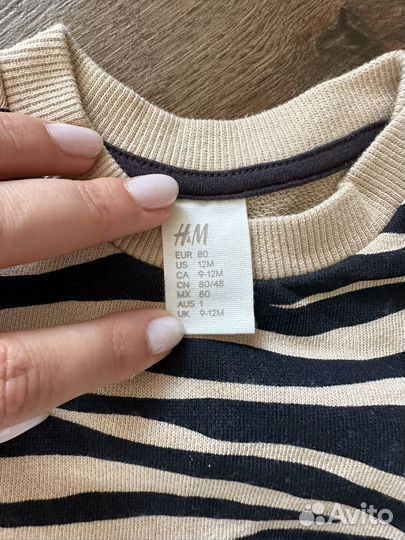 H&M
EUR 80
US 12M
CA 9-12M
CN 80/48
MX 80
AUS 1
UK 9-12M
Avito